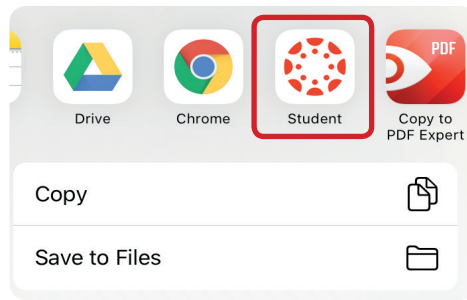 Drive
Chrome
Student
PDF
Copy to
PDF Expert
Copy
Save to Files